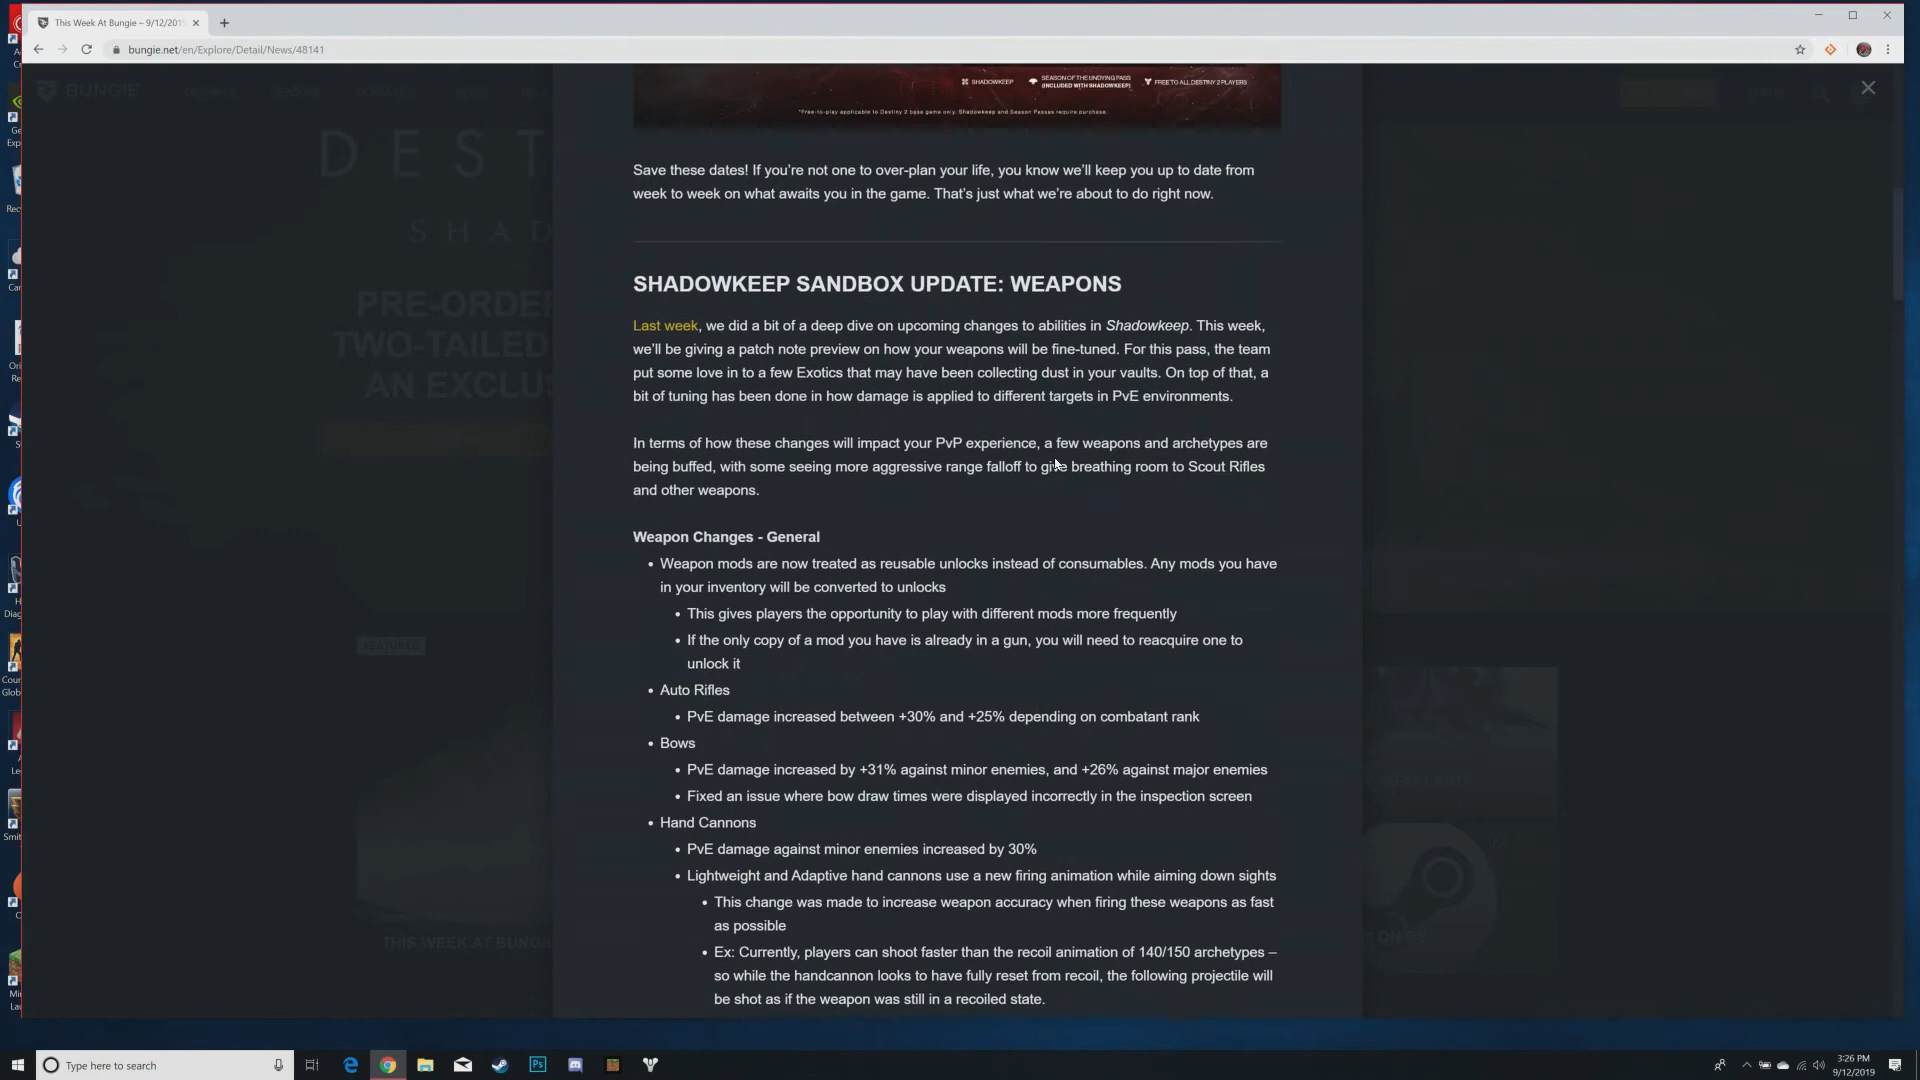 This Week At Bungie – 9/12/201
bungie.net/en/Explore/Detail/News/48141
BUNGIE
SHADOWKEEP
SEASON OF THE UNDYING PASS
(INCLUDED WITH SHADOWKEEP)
FREE TO ALL DESTINY 2 PLAYERS
*Free-to-play applicable to Destiny 2 base game only. Shadowkeep and Season Passes require purchase.
DEST
SHAD
PRE-ORDER
TWO-TAILED
AN EXCLUS
Save these dates! If you’re not one to over-plan your life, you know we’ll keep you up to date from
week to week on what awaits you in the game. That’s just what we’re about to do right now.
SHADOWKEEP SANDBOX UPDATE: WEAPONS
Last week, we did a bit of a deep dive on upcoming changes to abilities in Shadowkeep. This week,
we’ll be giving a patch note preview on how your weapons will be fine-tuned. For this pass, the team
put some love in to a few Exotics that may have been collecting dust in your vaults. On top of that, a
bit of tuning has been done in how damage is applied to different targets in PvE environments.
In terms of how these changes will impact your PvP experience, a few weapons and archetypes are
being buffed, with some seeing more aggressive range falloff to give breathing room to Scout Rifles
and other weapons.
Weapon Changes - General
• Weapon mods are now treated as reusable unlocks instead of consumables. Any mods you have
in your inventory will be converted to unlocks
• This gives players the opportunity to play with different mods more frequently
• If the only copy of a mod you have is already in a gun, you will need to reacquire one to
unlock it
• Auto Rifles
• PvE damage increased between +30% and +25% depending on combatant rank
• Bows
• PvE damage increased by +31% against minor enemies, and +26% against major enemies
• Fixed an issue where bow draw times were displayed incorrectly in the inspection screen
• Hand Cannons
• PvE damage against minor enemies increased by 30%
• Lightweight and Adaptive hand cannons use a new firing animation while aiming down sights
• This change was made to increase weapon accuracy when firing these weapons as fast
as possible
• Ex: Currently, players can shoot faster than the recoil animation of 140/150 archetypes –
so while the handcannon looks to have fully reset from recoil, the following projectile will
be shot as if the weapon was still in a recoiled state.
FEATURED
THIS WEEK AT BUNGI
Type here to search
3:26 PM
9/12/2019